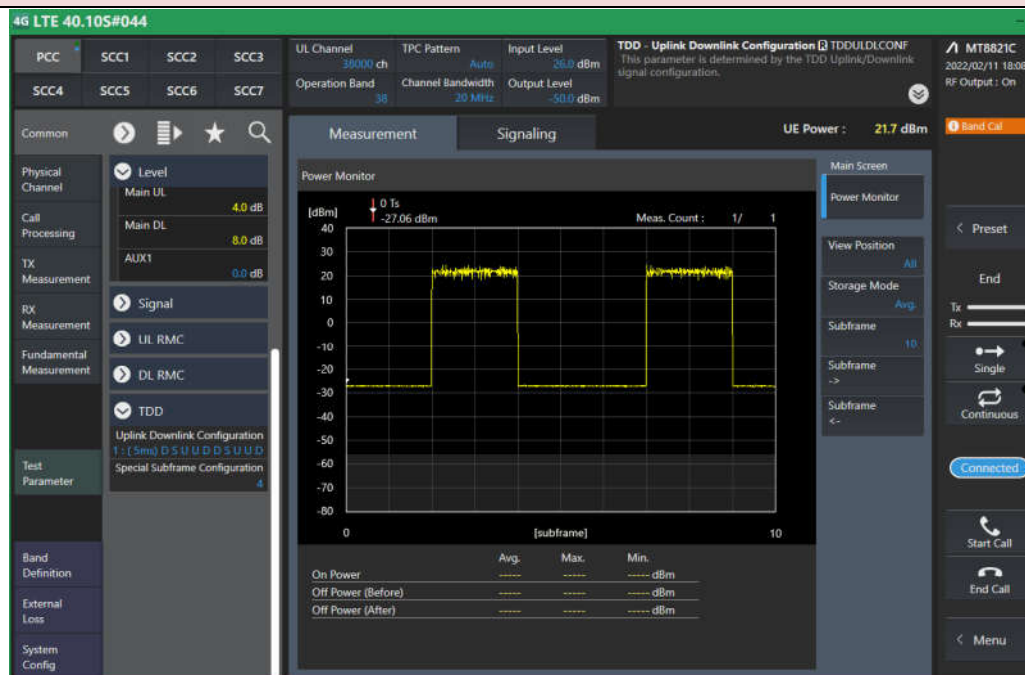 4G LTE 40.10S#044
PCC SCC1 SCC2 SCC3
SCC4 SCC5 SCC6 SCC7
UL Channel
38000 ch
TPC Pattern
Auto
Input Level
26.0 dBm
Operation Band
38
Channel Bandwidth
20 MHz
Output Level
-50.0 dBm
TDD - Uplink Downlink Configuration R TDDULDLCONF
This parameter is determined by the TDD Uplink/Downlink
signal configuration.
MT8821C
2022/02/11 18:08
RF Output : On
Common
Measurement Signaling
UE Power : 21.7 dBm
Band Cal
Physical
Channel
Call
Processing
TX
Measurement
RX
Measurement
Fundamental
Measurement
Test
Parameter
Band
Definition
External
Loss
System
Config
Level
Main UL
4.0 dB
Main DL
8.0 dB
AUX1
0.0 dB
Signal
UL RMC
DL RMC
TDD
Uplink Downlink Configuration
1 : ( 5ms) D S U U D D S U U D
Special Subframe Configuration
4
Power Monitor
[dBm]
0 Ts
-27.06 dBm
Meas. Count : 1/ 1
40
30
20
10
0
-10
-20
-30
-40
-50
-60
-70
-80
0 [subframe] 10
Avg. Max. Min.
On Power ----- ----- ----- dBm
Off Power (Before) ----- ----- ----- dBm
Off Power (After) ----- ----- ----- dBm
Main Screen
Power Monitor
View Position
All
Storage Mode
Avg.
Subframe
10
Subframe
->
Subframe
<-
< Preset
End
Tx
Rx
Single
Continuous
Connected
Start Call
End Call
< Menu